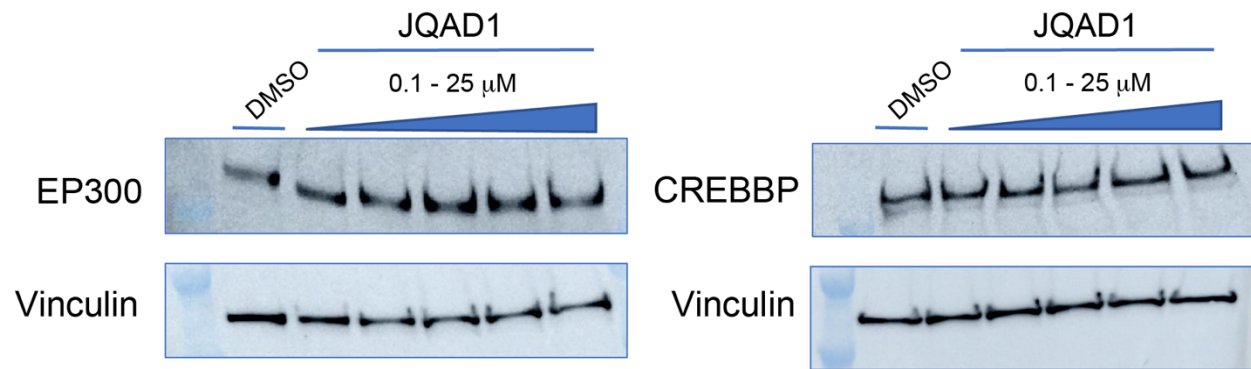 JQAD1
DMSO
0.1 - 25 μM
EP300
Vinculin
JQAD1
DMSO
0.1 - 25 μM
CREBBP
Vinculin